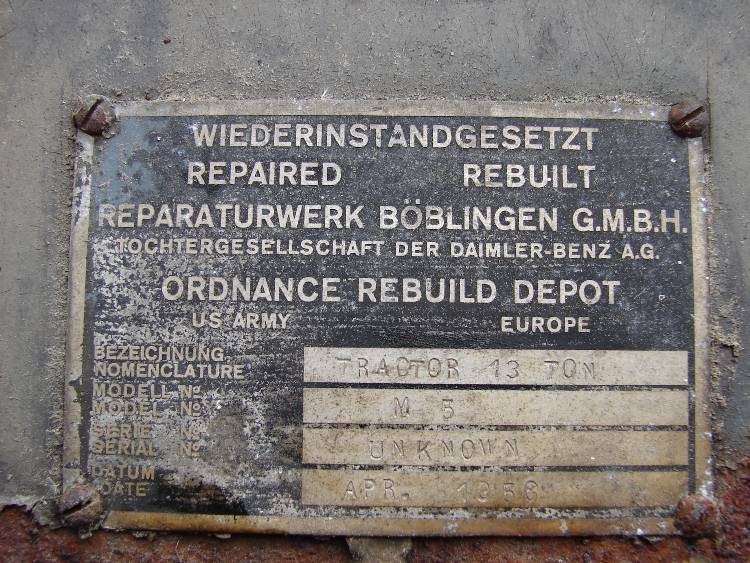 WIEDERINSTANDGESETZT
REPAIRED REBUILT
REPARATURWERK BÖBLINGEN G.M.B.H.
TOCHTERGESELLSCHAFT DER DAIMLER-BENZ A.G.
ORDNANCE REBUILD DEPOT
US ARMY EUROPE
BEZEICHNUNG
NOMENCLATURE TRACTOR 13 TON
MODELL No
MODEL No M 5
SERIE No
SERIAL No UNKNOWN
DATUM
DATE APR. 1956